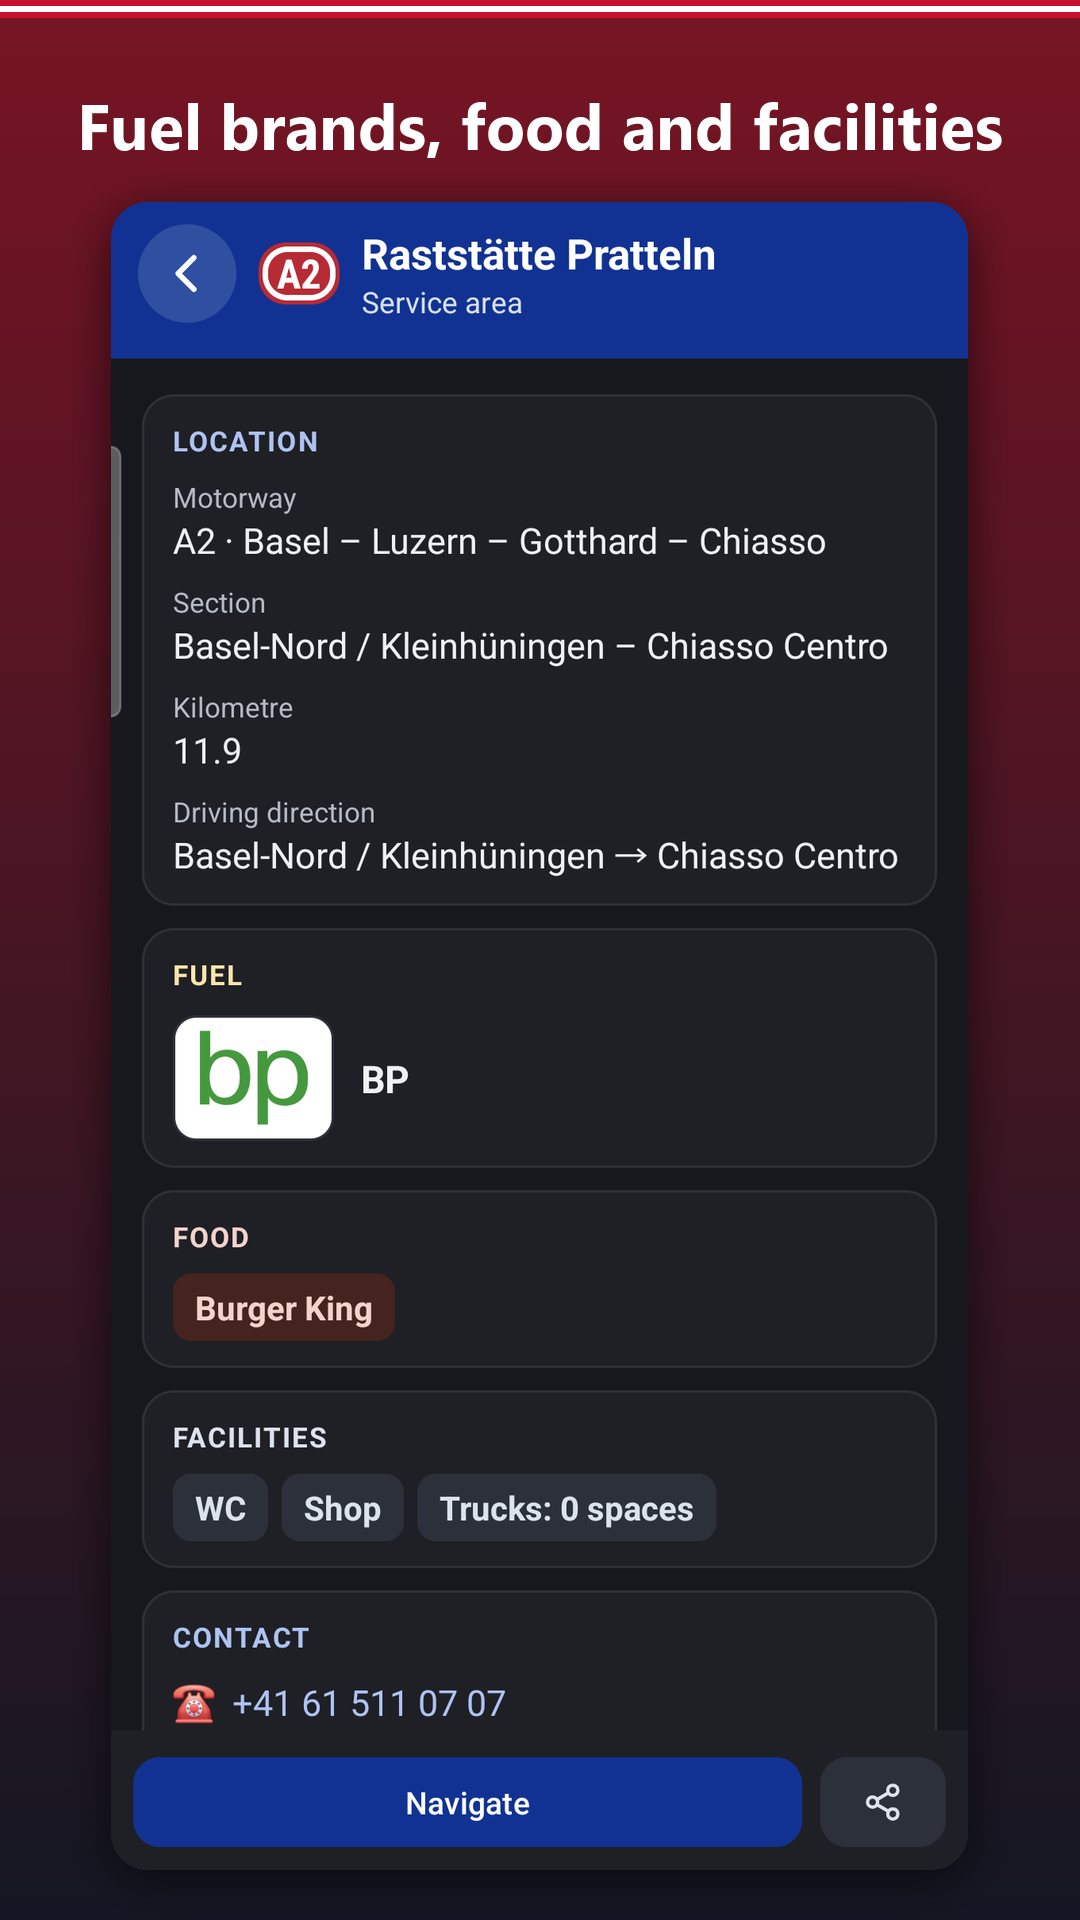 Fuel brands, food and facilities
A2
Raststätte Pratteln
Service area
LOCATION
Motorway
A2 · Basel – Luzern – Gotthard – Chiasso
Section
Basel-Nord / Kleinhüningen – Chiasso Centro
Kilometre
11.9
Driving direction
Basel-Nord / Kleinhüningen → Chiasso Centro
FUEL
bp
BP
FOOD
Burger King
FACILITIES
WC
Shop
Trucks: 0 spaces
CONTACT
☎️ +41 61 511 07 07
Navigate